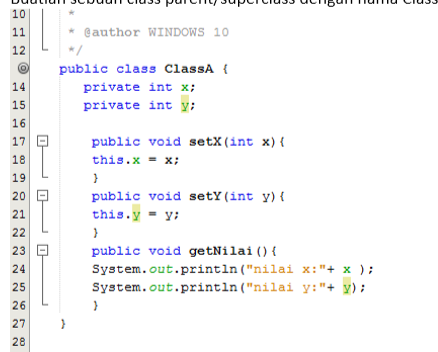 Buatlah sebuah class parent/superclass dengan nama Class
10 *
11 * @author WINDOWS 10
12 */
public class ClassA {
14 private int x;
15 private int y;
16
17 public void setX(int x){
18 this.x = x;
19 }
20 public void setY(int y){
21 this.y = y;
22 }
23 public void getNilai(){
24 System.out.println("nilai x:"+ x );
25 System.out.println("nilai y:"+ y);
26 }
27 }
28